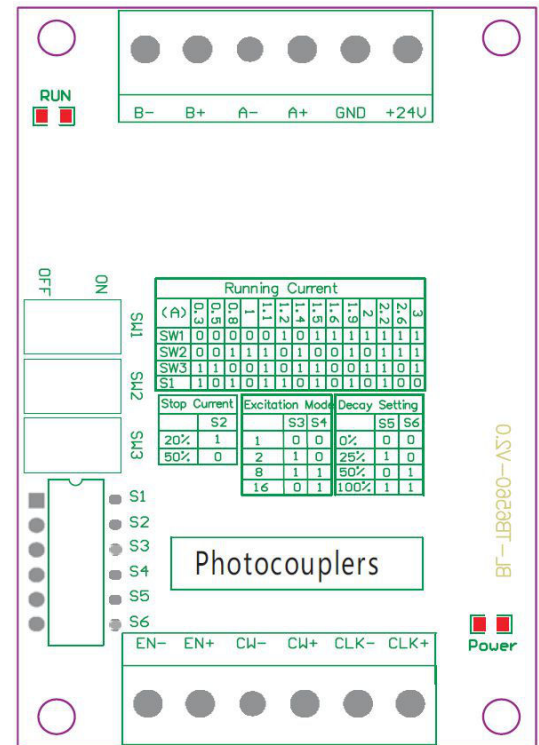 RUN
B- B+ A- A+ GND +24V
OFF ON
SW1
SW2
SW3
Running Current
(A) 0.3 0.5 0.8 1 1.1 1.2 1.4 1.5 1.6 1.9 2 2.2 2.6 3
SW1 0 0 0 0 0 1 0 1 1 1 1 1 1 1
SW2 0 0 1 1 1 0 1 0 0 1 0 1 1 1
SW3 1 1 0 0 1 0 1 0 1 0 1 1 0 1
S1 1 0 1 0 1 1 0 0 1 1 0 1 0 0
Stop Current
S2
20% 1
50% 0
Excitation Mode
S3 S4
1 0 0
2 1 0
8 1 1
16 0 1
Decay Setting
S5 S6
0% 0 0
25% 1 0
50% 0 1
100% 1 1
S1
S2
S3
S4
S5
S6
Photocouplers
BL-TB6560-V2.0
Power
EN- EN+ CW- CW+ CLK- CLK+